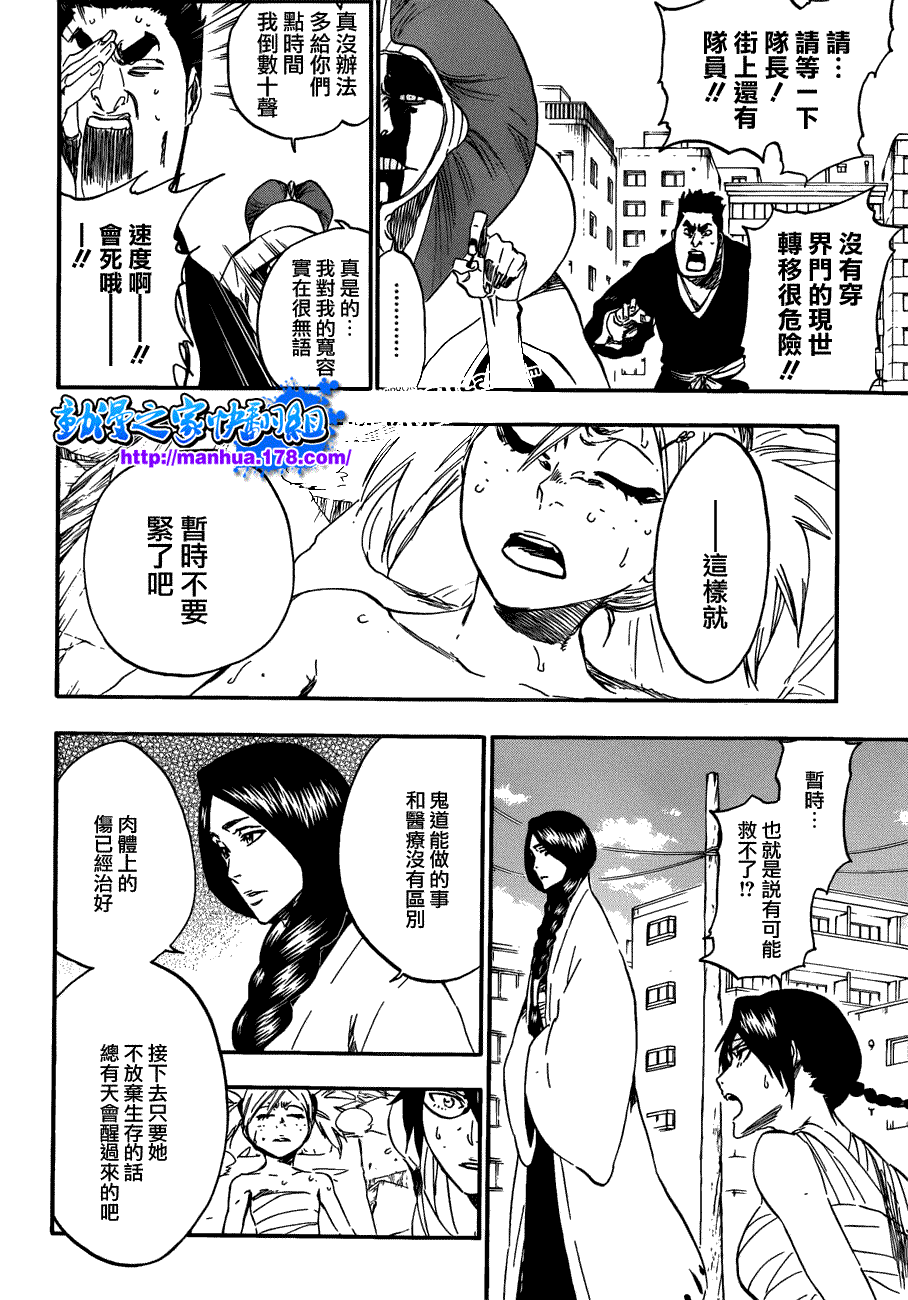 請…
請等一下
隊長！
街上還有
隊員!!
沒有穿
界門的現世
轉移很危險!!
…………
真沒辦法
多給你們
點時間
我倒數十聲
真是的…
我對我的寬容
實在很無語
速度啊——
會死哦——!!
動漫之家快翻組
http://manhua.178.com/
——這樣就
暫時不要
緊了吧
暫時…
也就是説有可能
救不了!?
鬼道能做的事
和醫療沒有區別
肉體上的
傷已經治好
接下去只要她
不放棄生存的話
總有天會醒過來的吧